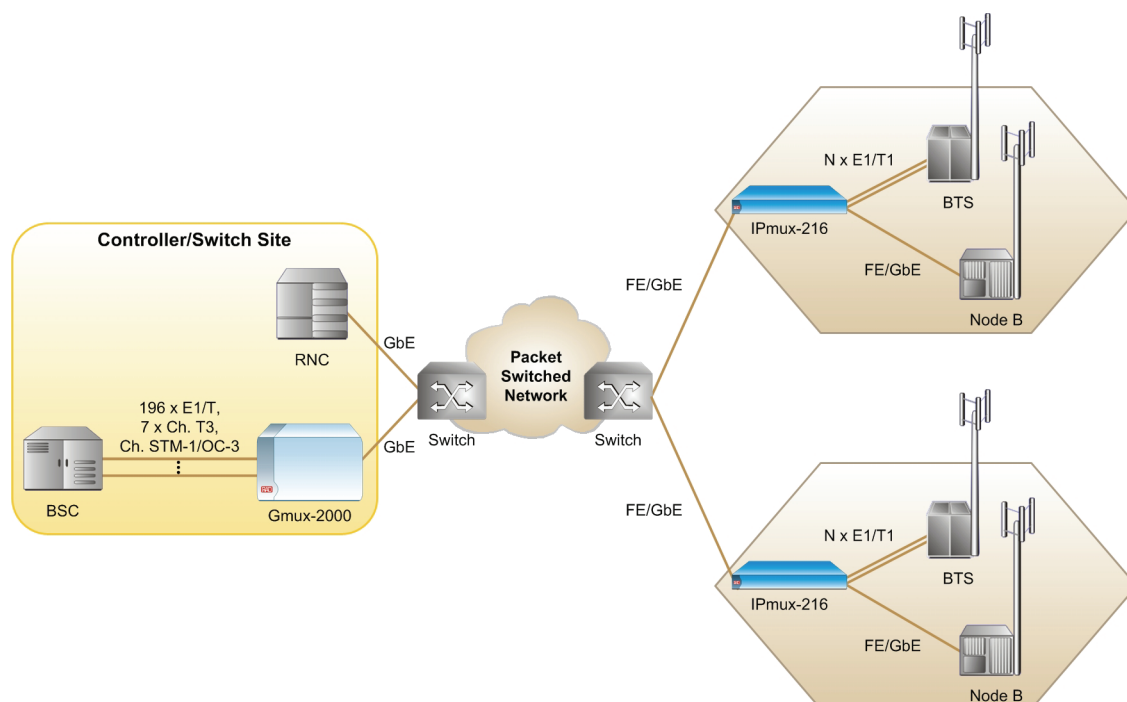 Controller/Switch Site
RNC
GbE
196 x E1/T,
7 x Ch. T3,
Ch. STM-1/OC-3
BSC
Gmux-2000
GbE
Switch
Packet
Switched
Network
Switch
FE/GbE
FE/GbE
N x E1/T1
BTS
IPmux-216
FE/GbE
Node B
N x E1/T1
BTS
IPmux-216
FE/GbE
Node B